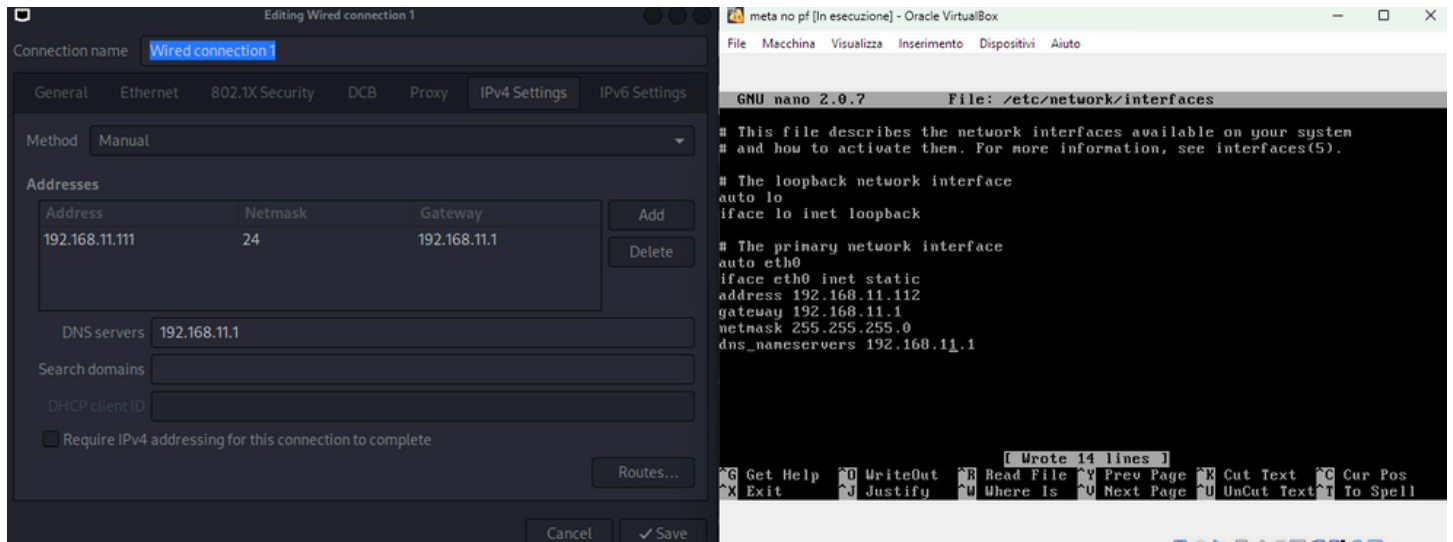 Editing Wired connection 1
Connection name Wired connection 1
General Ethernet 802.1X Security DCB Proxy IPv4 Settings IPv6 Settings
Method Manual
Addresses
Address Netmask Gateway
192.168.11.111 24 192.168.11.1
Add
Delete
DNS servers 192.168.11.1
Search domains
DHCP client ID
Require IPv4 addressing for this connection to complete
Routes...
Cancel ✓ Save
meta no pf [In esecuzione] - Oracle VirtualBox
File Macchina Visualizza Inserimento Dispositivi Aiuto
GNU nano 2.0.7 File: /etc/network/interfaces
# This file describes the network interfaces available on your system
# and how to activate them. For more information, see interfaces(5).
# The loopback network interface
auto lo
iface lo inet loopback
# The primary network interface
auto eth0
iface eth0 inet static
address 192.168.11.112
gateway 192.168.11.1
netmask 255.255.255.0
dns_nameservers 192.168.11.1
[ Wrote 14 lines ]
^G Get Help ^O WriteOut ^R Read File ^Y Prev Page ^K Cut Text ^C Cur Pos
^X Exit ^J Justify ^W Where Is ^V Next Page ^U UnCut Text ^T To Spell